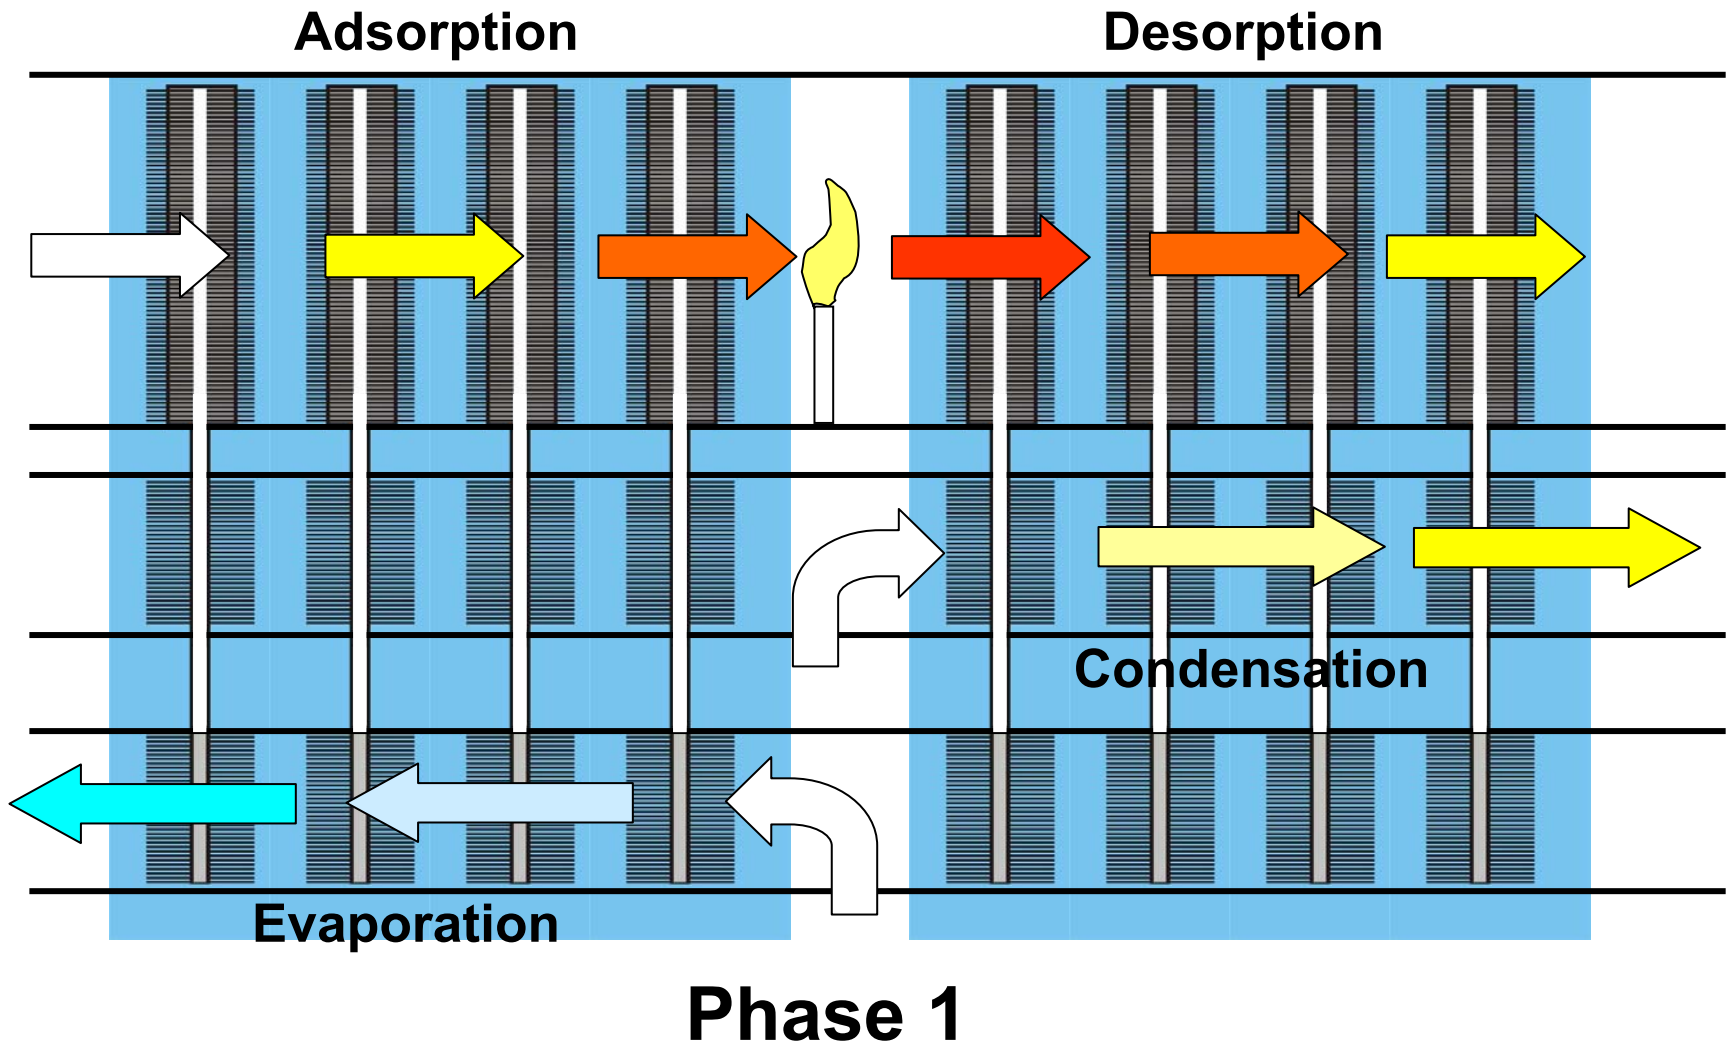 Adsorption
Desorption
Condensation
Evaporation
Phase 1